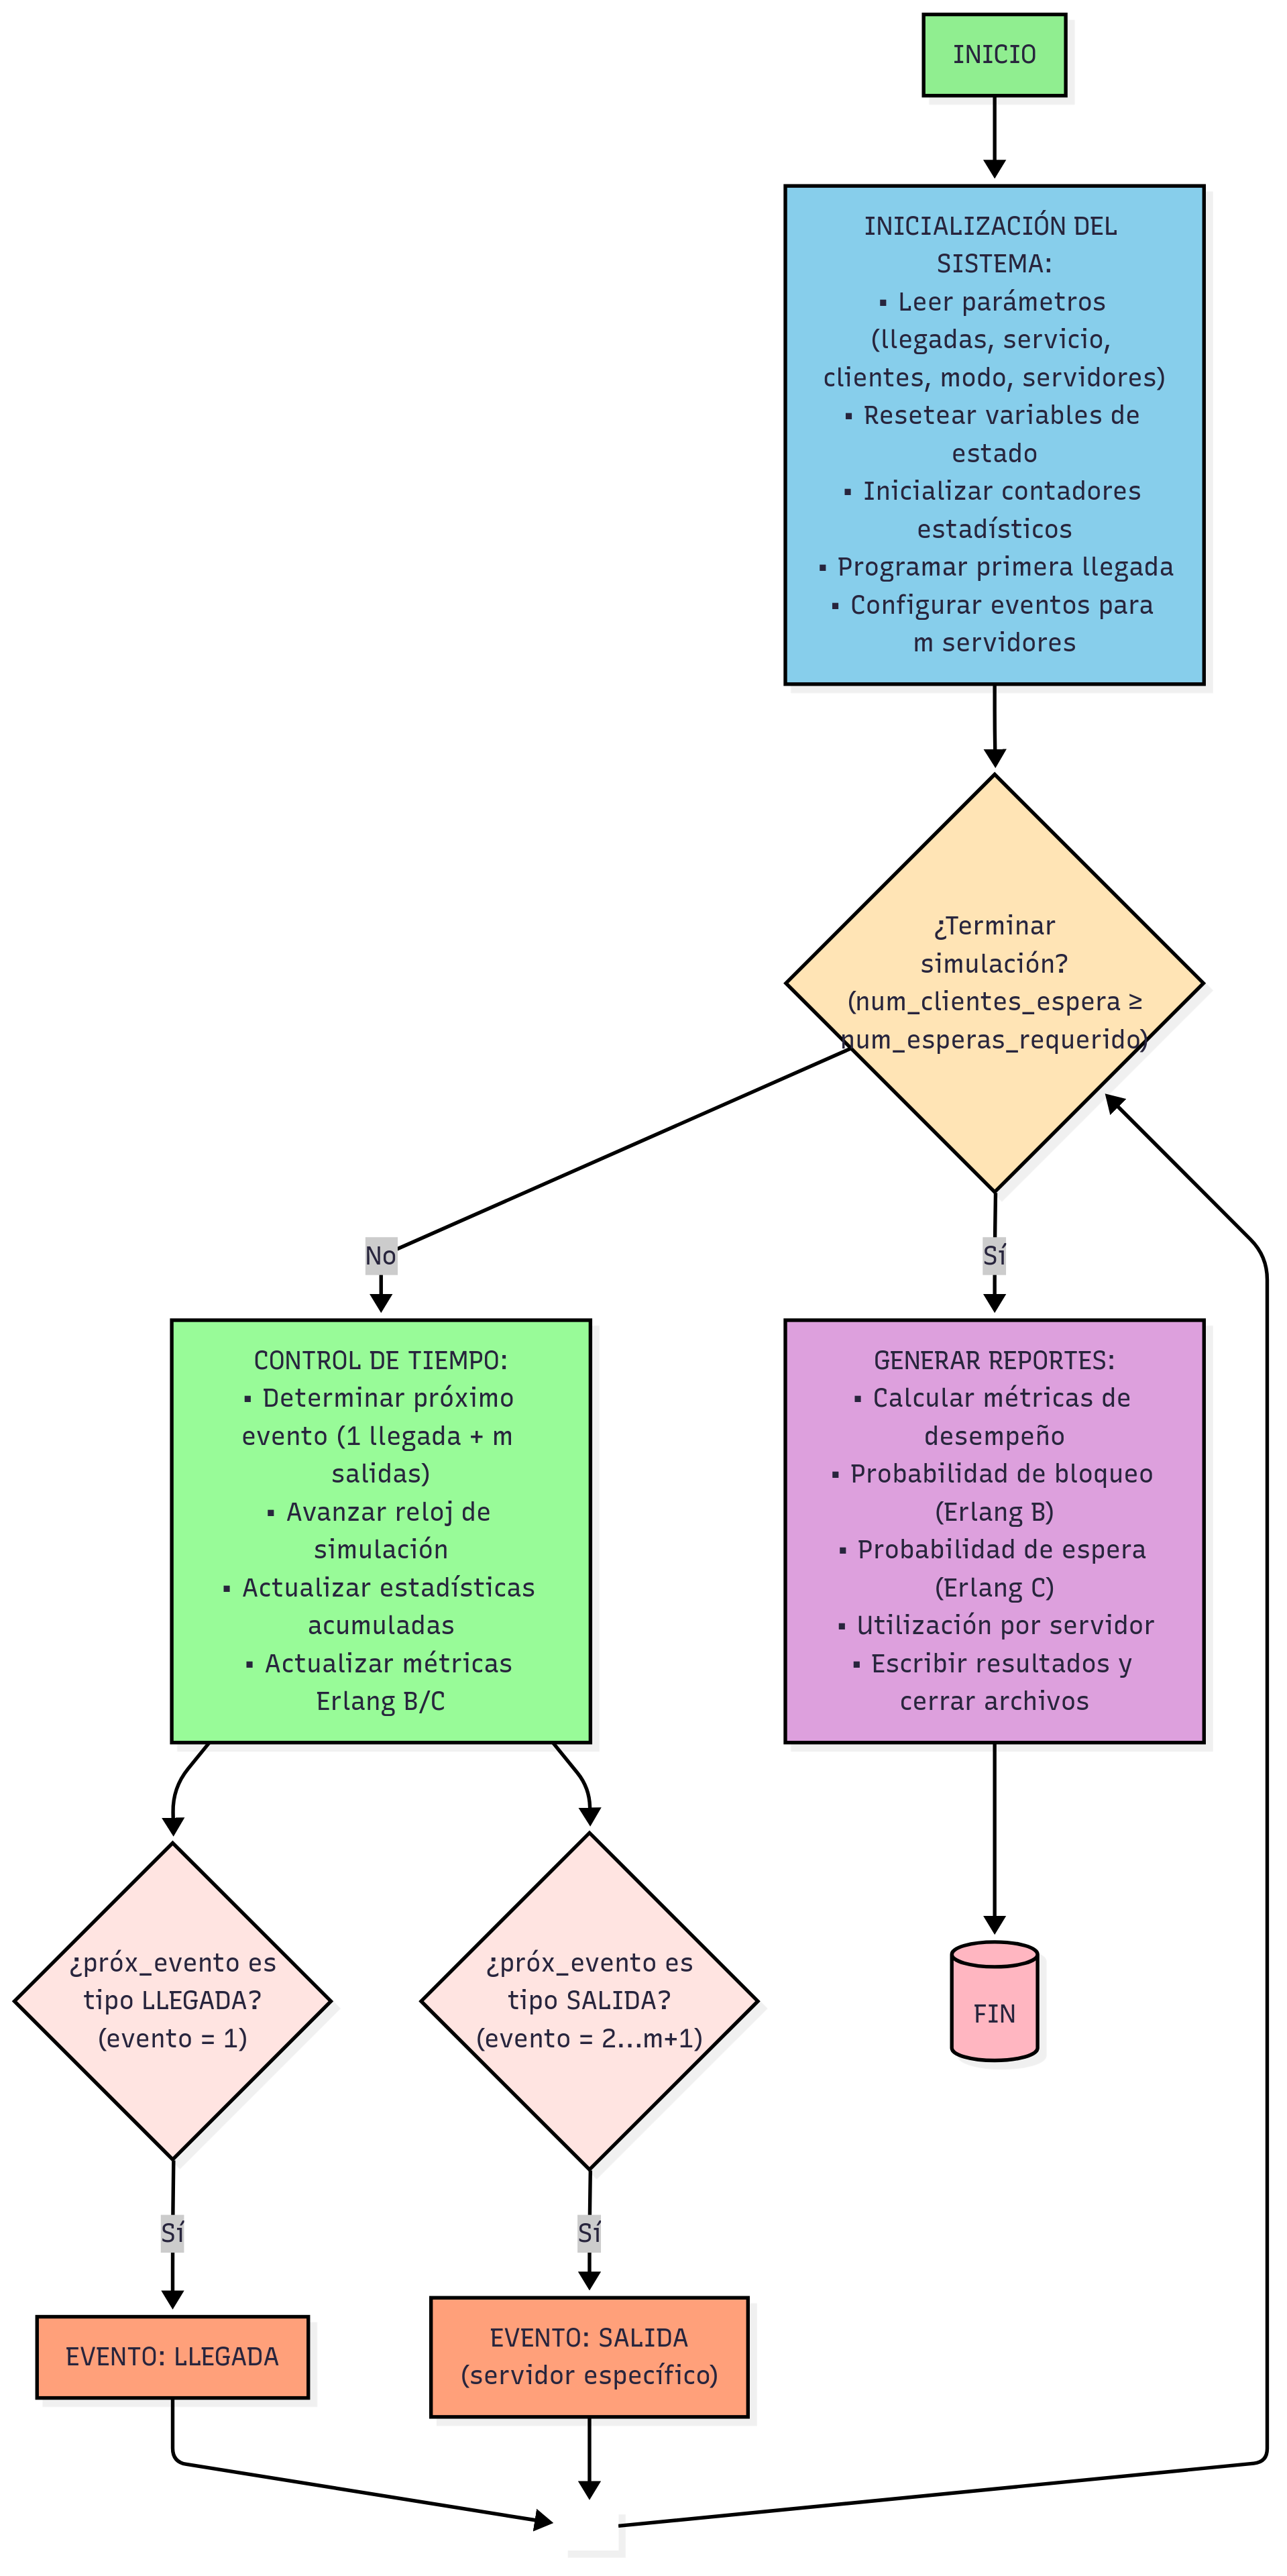 INICIO
INICIALIZACIÓN DEL
SISTEMA:
▪ Leer parámetros
(llegadas, servicio,
clientes, modo, servidores)
▪ Resetear variables de
estado
▪ Inicializar contadores
estadísticos
▪ Programar primera llegada
▪ Configurar eventos para
m servidores
¿Terminar
simulación?
(num_clientes_espera ≥
num_esperas_requerido)
No
Sí
CONTROL DE TIEMPO:
▪ Determinar próximo
evento (1 llegada + m
salidas)
▪ Avanzar reloj de
simulación
▪ Actualizar estadísticas
acumuladas
▪ Actualizar métricas
Erlang B/C
GENERAR REPORTES:
▪ Calcular métricas de
desempeño
▪ Probabilidad de bloqueo
(Erlang B)
▪ Probabilidad de espera
(Erlang C)
▪ Utilización por servidor
▪ Escribir resultados y
cerrar archivos
¿próx_evento es
tipo LLEGADA?
(evento = 1)
¿próx_evento es
tipo SALIDA?
(evento = 2...m+1)
FIN
Sí
Sí
EVENTO: LLEGADA
EVENTO: SALIDA
(servidor específico)